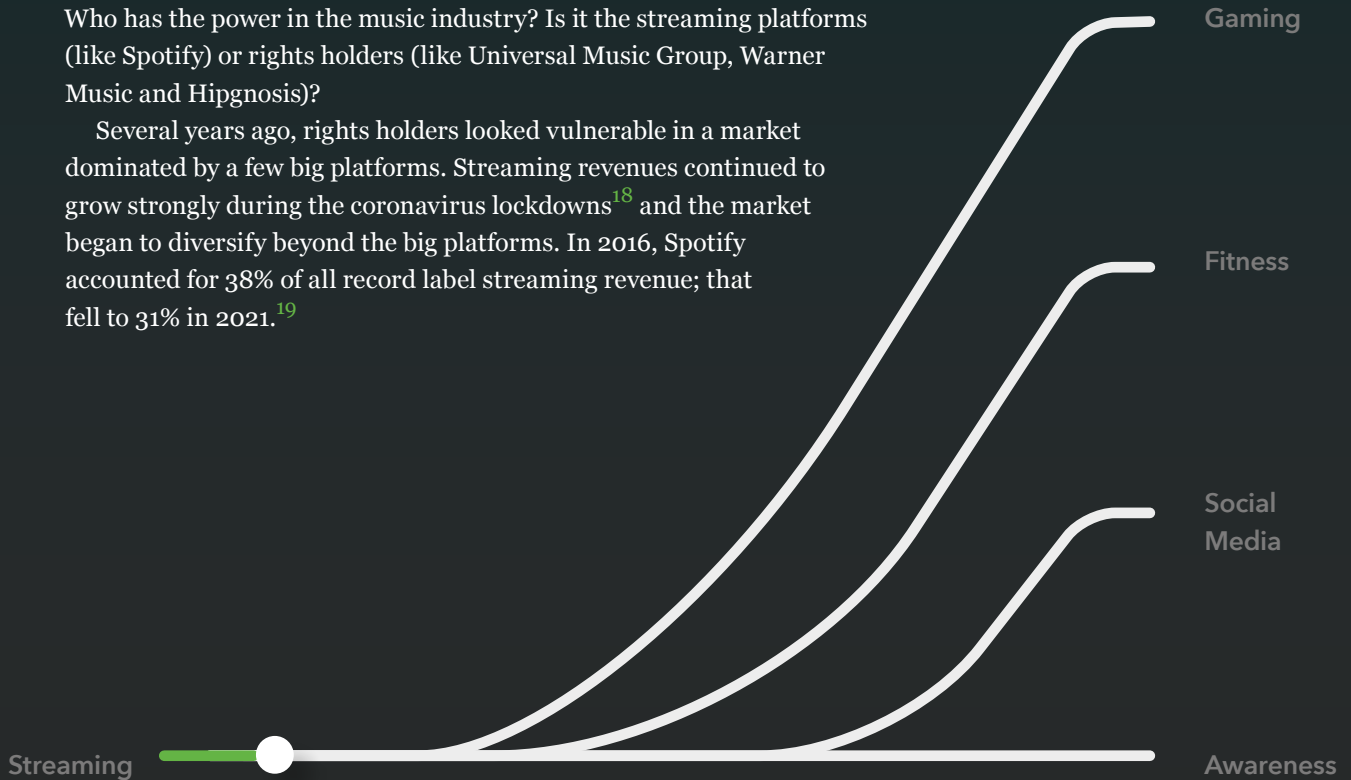 Who has the power in the music industry? Is it the streaming platforms
(like Spotify) or rights holders (like Universal Music Group, Warner
Music and Hipgnosis)?
Several years ago, rights holders looked vulnerable in a market
dominated by a few big platforms. Streaming revenues continued to
grow strongly during the coronavirus lockdowns18 and the market
began to diversify beyond the big platforms. In 2016, Spotify
accounted for 38% of all record label streaming revenue; that
fell to 31% in 2021.19
Gaming
Fitness
Social
Media
Streaming
Awareness